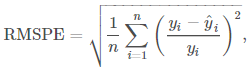 RMSPE = \sqrt{\frac{1}{n} \sum_{i=1}^{n} \left( \frac{y_i - \hat{y}_i}{y_i} \right)^2},